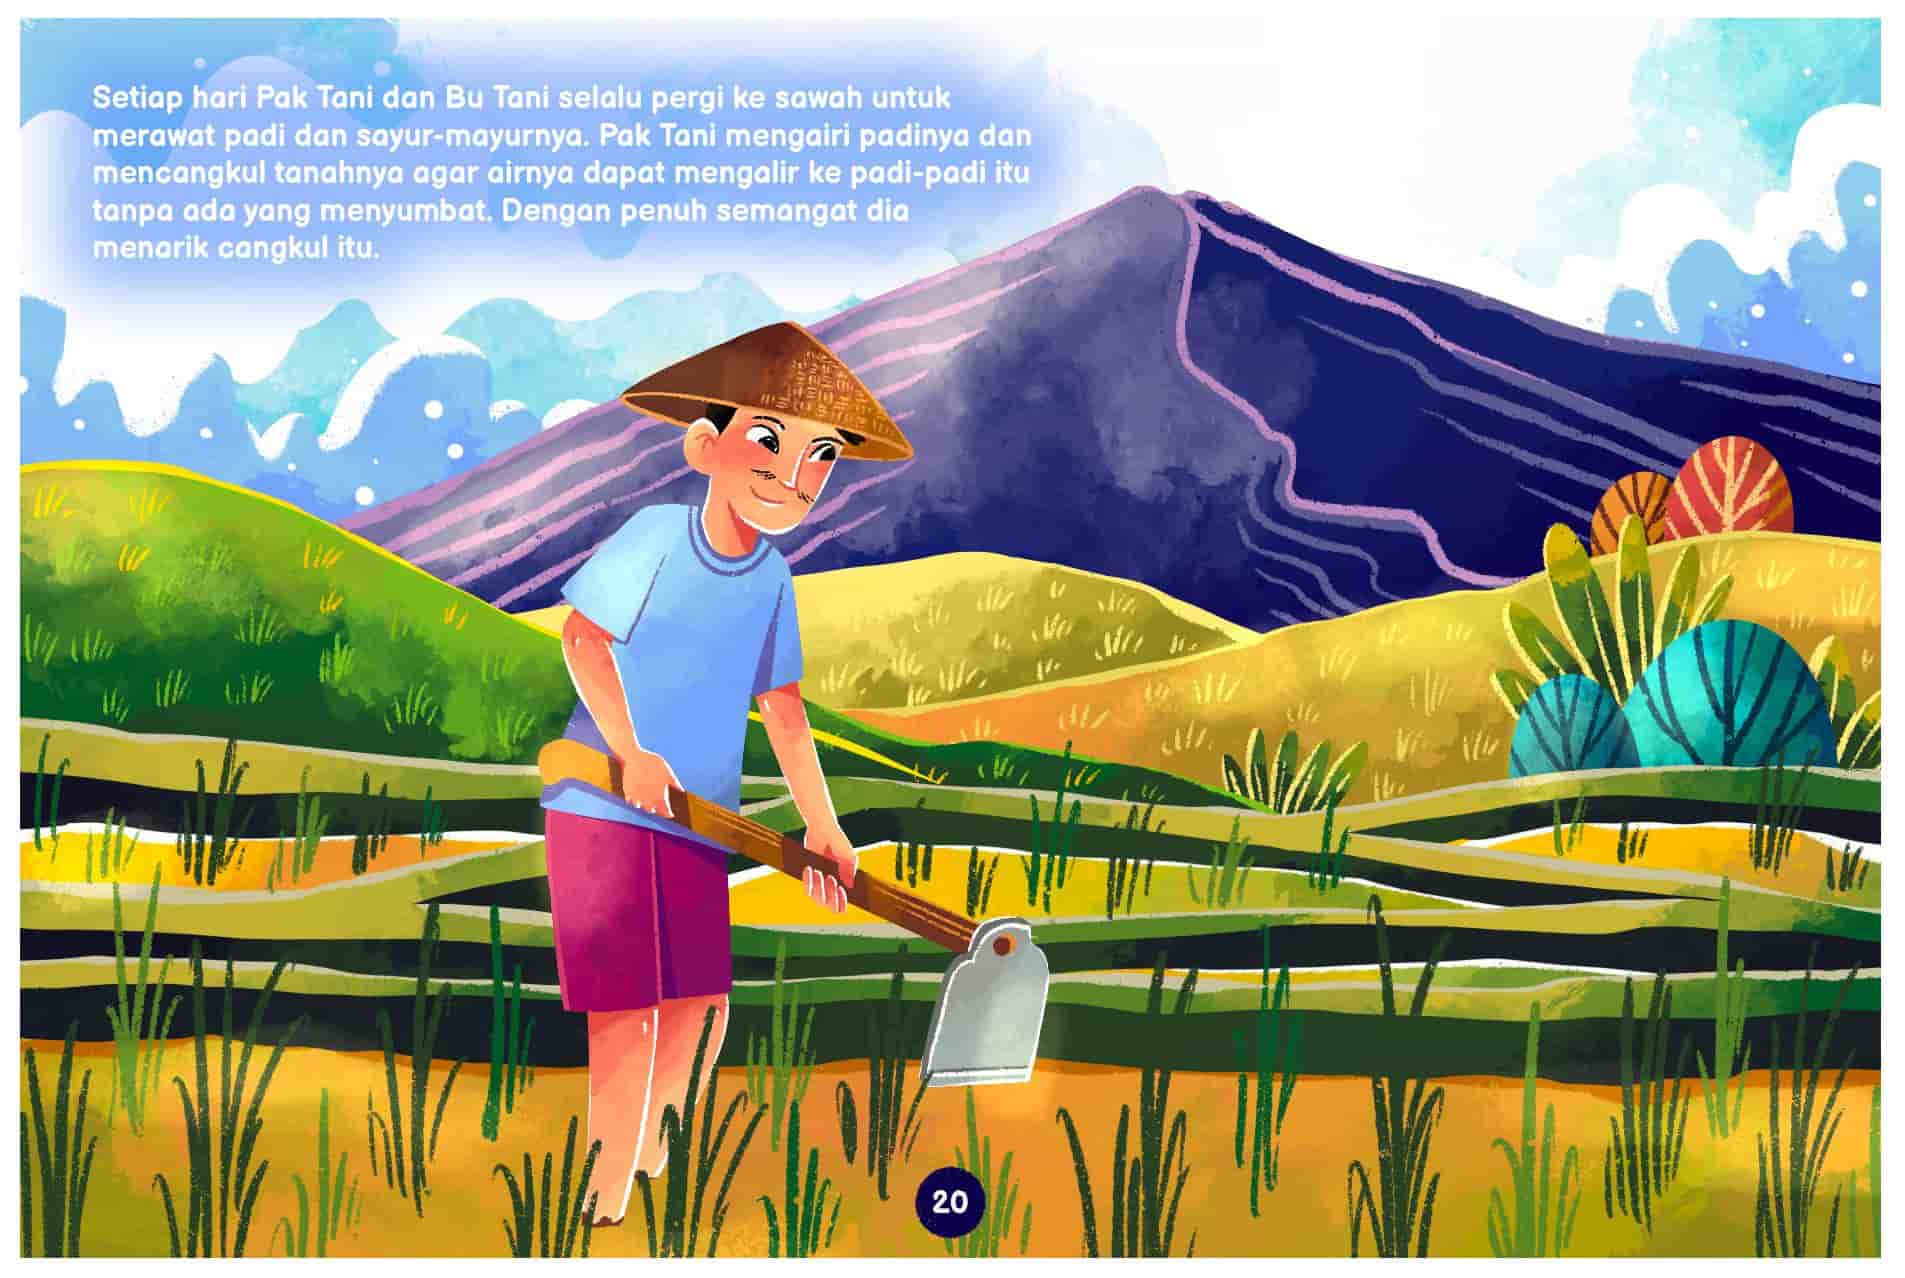 Setiap hari Pak Tani dan Bu Tani selalu pergi ke sawah untuk
merawat padi dan sayur-mayurnya. Pak Tani mengairi padinya dan
mencangkul tanahnya agar airnya dapat mengalir ke padi-padi itu
tanpa ada yang menyumbat. Dengan penuh semangat dia
menarik cangkul itu.
20